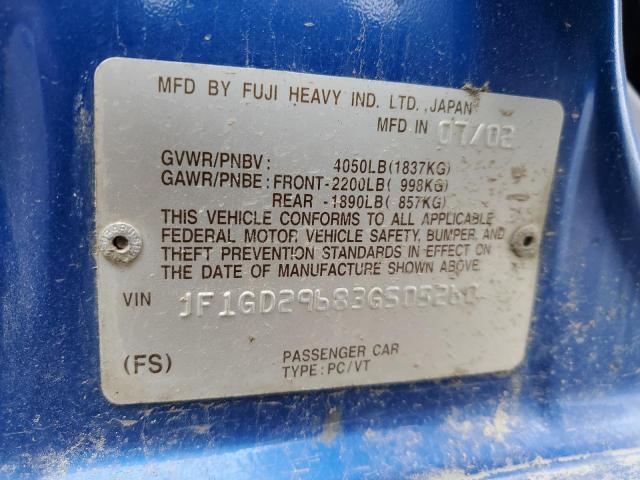 MFD BY FUJI HEAVY IND. LTD., JAPAN
MFD IN 07/02
GVWR/PNBV: 4050LB(1837KG)
GAWR/PNBE: FRONT-2200LB( 998KG)
REAR -1890LB( 857KG)
THIS VEHICLE CONFORMS TO ALL APPLICABLE
FEDERAL MOTOR VEHICLE SAFETY, BUMPER, AND
THEFT PREVENTION STANDARDS IN EFFECT ON
THE DATE OF MANUFACTURE SHOWN ABOVE.
VIN JF1GD29683G505260
(FS)
PASSENGER CAR
TYPE: PC/VT